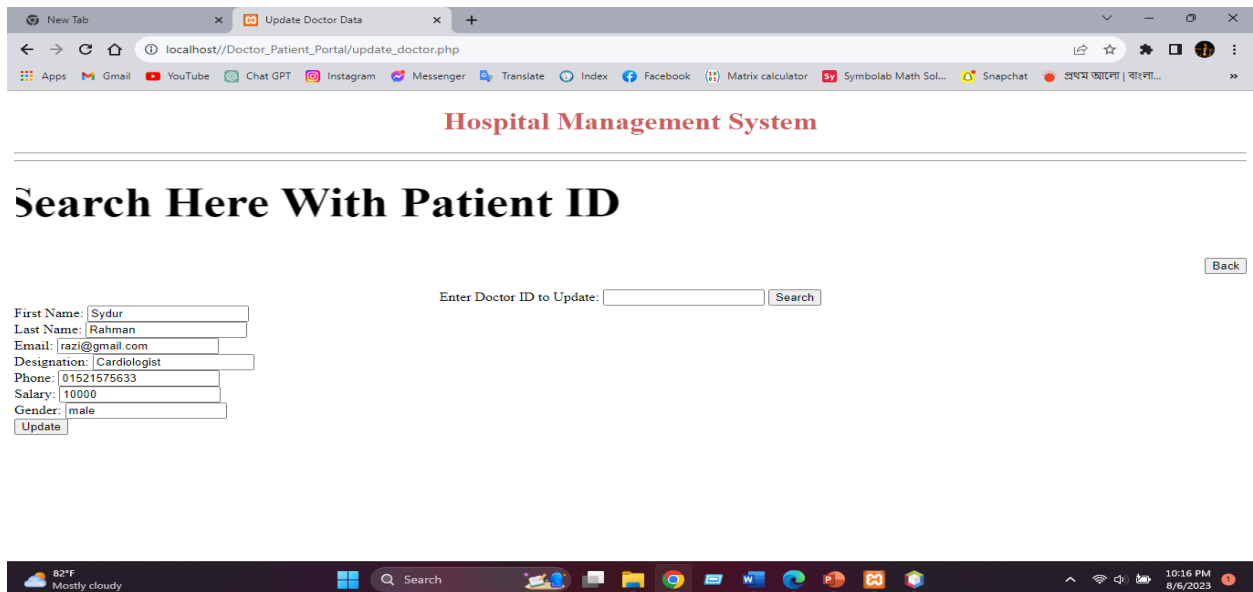 New Tab
Update Doctor Data
localhost//Doctor_Patient_Portal/update_doctor.php
Apps Gmail YouTube Chat GPT Instagram Messenger Translate Index Facebook Matrix calculator Sy Symbolab Math Sol... Snapchat প্রথম আলো | বাংলা... »
Hospital Management System
Search Here With Patient ID
Back
Enter Doctor ID to Update: Search
First Name: Sydur
Last Name: Rahman
Email: razi@gmail.com
Designation: Cardiologist
Phone: 01521575633
Salary: 10000
Gender: male
Update
82°F
Mostly cloudy
Search
10:16 PM
8/6/2023
1